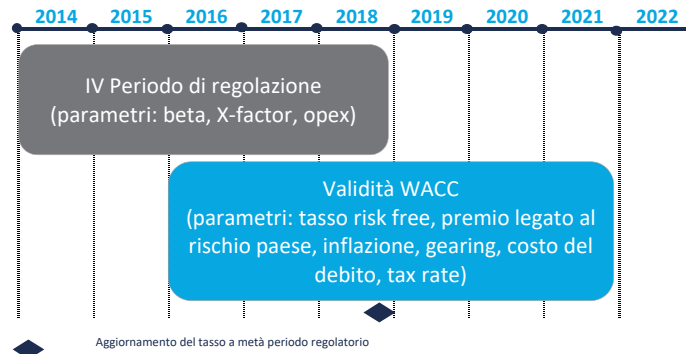 2014 2015 2016 2017 2018 2019 2020 2021 2022
IV Periodo di regolazione
(parametri: beta, X-factor, opex)
Validità WACC
(parametri: tasso risk free, premio legato al
rischio paese, inflazione, gearing, costo del
debito, tax rate)
Aggiornamento del tasso a metà periodo regolatorio